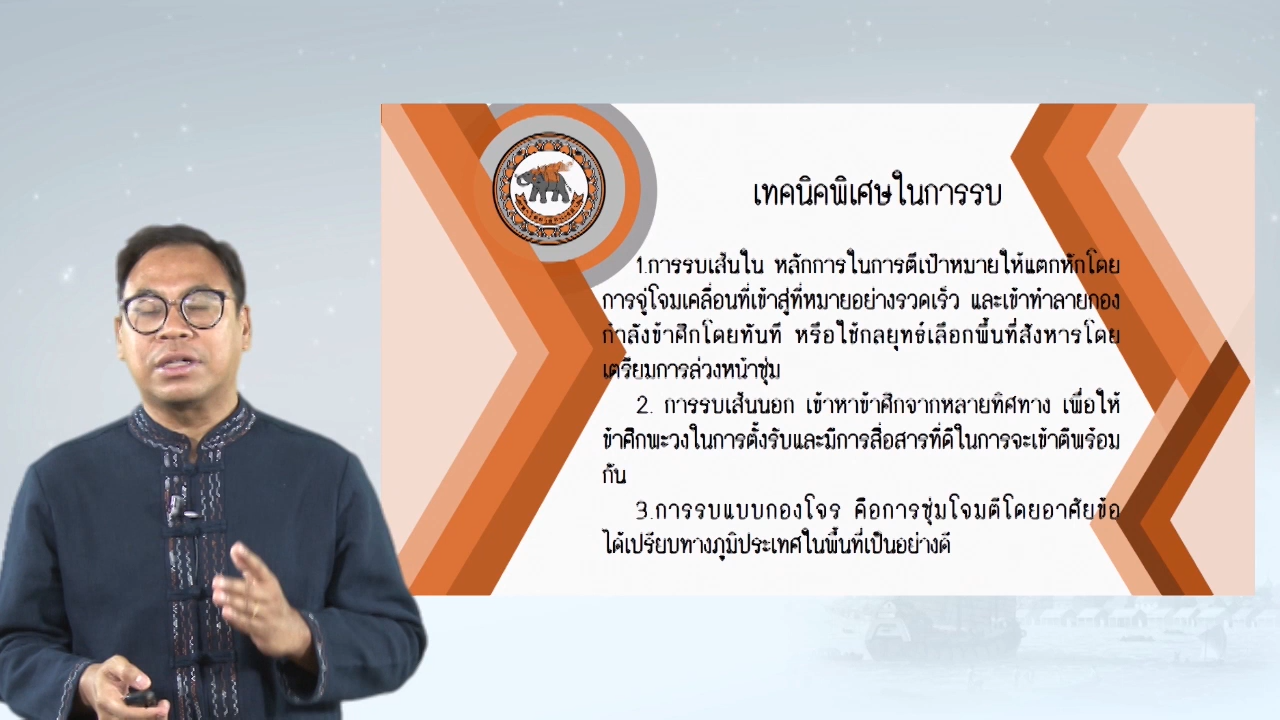 เทคนิคพิเศษในการรบ
1.การรบเส้นใน หลักการในการตีเป้าหมายให้แตกหักโดย
การจู่โจมเคลื่อนที่เข้าสู่ที่หมายอย่างรวดเร็ว และเข้าทำลายกอง
กำลังข้าศึกโดยทันที หรือใช้กลยุทธ์เลือกพื้นที่สังหารโดย
เตรียมการล่วงหน้าซุ่ม
2. การรบเส้นนอก เข้าหาข้าศึกจากหลายทิศทาง เพื่อให้
ข้าศึกพะวงในการตั้งรับและมีการสื่อสารที่ดีในการจะเข้าตีพร้อม
กัน
3.การรบแบบกองโจร คือการซุ่มโจมตีโดยอาศัยข้อ
ได้เปรียบทางภูมิประเทศในพื้นที่เป็นอย่างดี